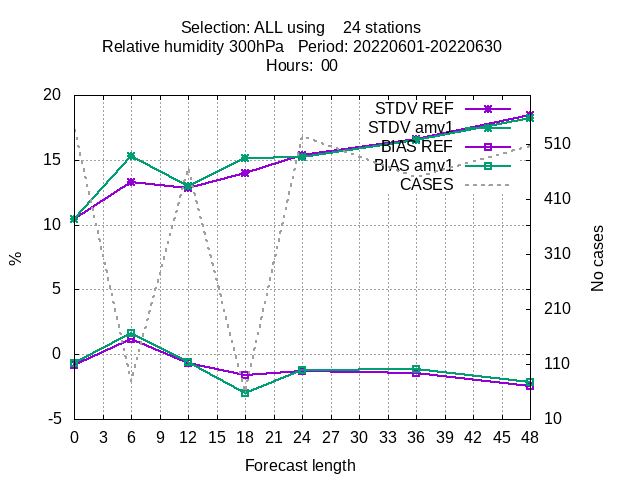 Selection: ALL using    24 stations
Relative humidity 300hPa   Period: 20220601-20220630
Hours:  00
STDV REF
STDV amv1
BIAS REF
BIAS amv1
CASES
20
15
10
5
0
-5
%
510
410
310
210
110
10
No cases
0 3 6 9 12 15 18 21 24 27 30 33 36 39 42 45 48
Forecast length